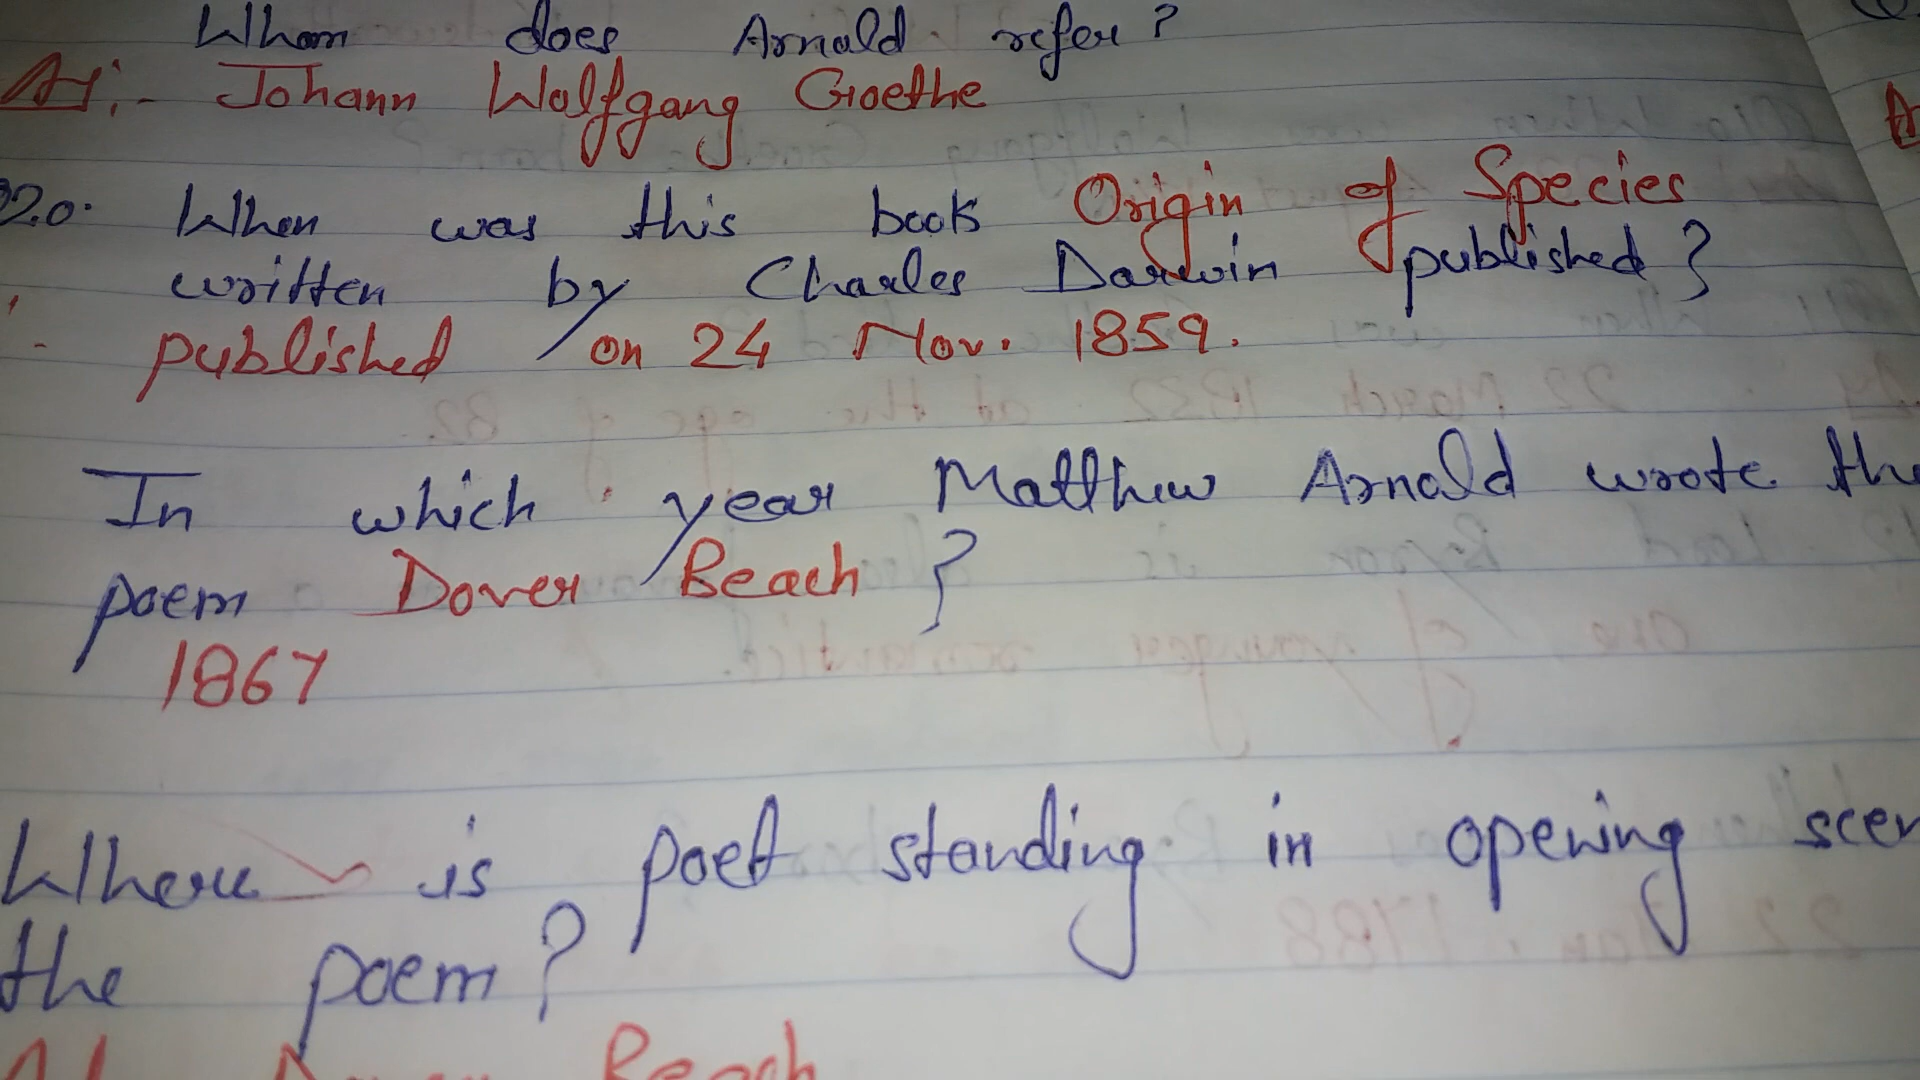 Whom does Arnold refer?
A:- Johann Wolfgang Goethe
20. When was this book Origin of Species
written by Charles Darwin published?
published on 24 Nov. 1859.
In which year Matthew Arnold wrote the
poem Dover Beach?
1867
Where is poet standing in opening
the poem?
Dover Beach